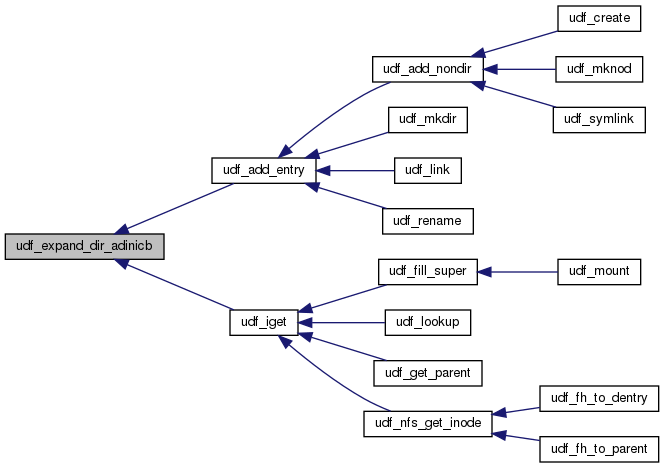 udf_create
udf_add_nondir
udf_mknod
udf_mkdir
udf_symlink
udf_add_entry
udf_link
udf_rename
udf_expand_dir_adinicb
udf_fill_super
udf_mount
udf_iget
udf_lookup
udf_get_parent
udf_fh_to_dentry
udf_nfs_get_inode
udf_fh_to_parent